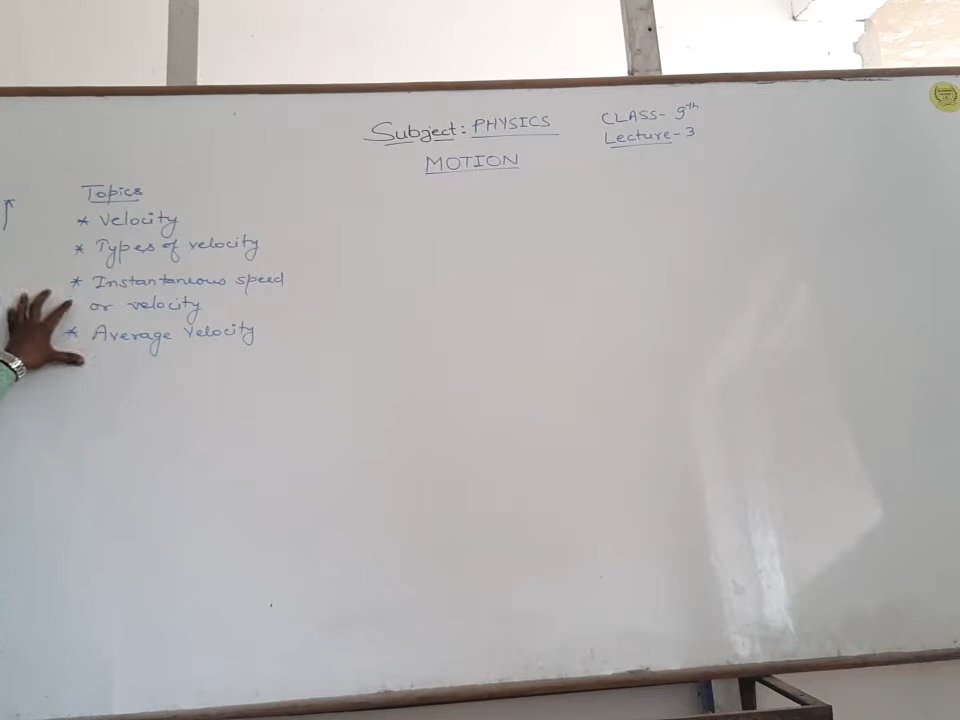 Subject: PHYSICS
CLASS- 9th
Lecture-3
MOTION
Topics
* Velocity
* Types of velocity
* Instantaneous speed
or velocity
* Average Velocity